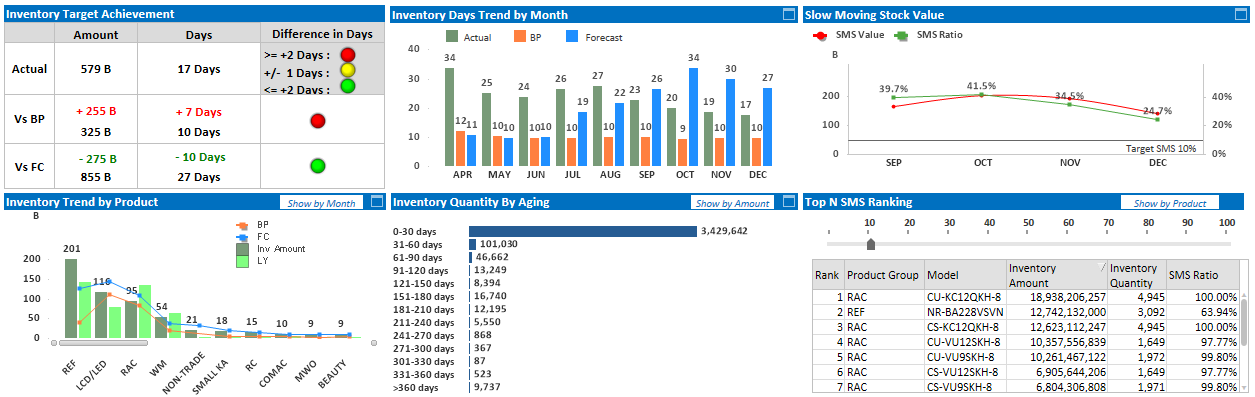 Inventory Target Achievement
Amount Days Difference in Days
Actual 579 B 17 Days
>= +2 Days :
+/- 1 Days :
<= +2 Days :
Vs BP + 255 B + 7 Days
325 B 10 Days
Vs FC - 275 B - 10 Days
855 B 27 Days
Inventory Days Trend by Month
Actual BP Forecast
40
30
20
10
0
34 12 11
25 10 10
24 10 10
26 10 19
27 10 22
23 10 26
20 9 34
19 10 30
17 10 27
APR MAY JUN JUL AUG SEP OCT NOV DEC
Slow Moving Stock Value
SMS Value SMS Ratio
B
39.7% 41.5% 34.5% 24.7%
200 40%
100 20%
Target SMS 10%
0 0%
SEP OCT NOV DEC
Inventory Trend by Product Show by Month
B
BP
FC
Inv Amount
LY
200
150
100
50
0
201 116 95 54 21 18 15 10 9 9
REF LCD/LED RAC WM NON-TRADE SMALL KA RC COMAC MWO BEAUTY
Inventory Quantity By Aging Show by Amount
0-30 days 3,429,642
31-60 days 101,030
61-90 days 46,662
91-120 days 13,249
121-150 days 8,394
151-180 days 16,740
181-210 days 12,195
211-240 days 5,550
241-270 days 868
271-300 days 367
301-330 days 87
331-360 days 523
>360 days 9,737
Top N SMS Ranking Show by Product
0 10 20 30 40 50 60 70 80 90 100
Rank Product Group Model Inventory Amount Inventory Quantity SMS Ratio
1 RAC CU-KC12QKH-8 18,938,206,257 4,945 100.00%
2 REF NR-BA228VSVN 12,742,132,000 3,092 63.94%
3 RAC CS-KC12QKH-8 12,623,112,247 4,945 100.00%
4 RAC CU-VU12SKH-8 10,357,556,839 1,649 97.77%
5 RAC CU-VU9SKH-8 10,261,467,122 1,972 99.80%
6 RAC CS-VU12SKH-8 6,905,644,206 1,649 97.77%
7 RAC CS-VU9SKH-8 6,804,306,808 1,971 99.80%